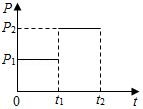 P
P₂
P₁
0 t₁ t₂ t